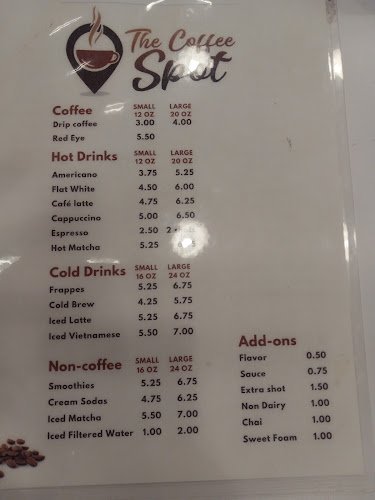 The Coffee
Spot
Coffee SMALL LARGE
12 OZ 20 OZ
Drip coffee 3.00 4.00
Red Eye 5.50
Hot Drinks SMALL LARGE
12 OZ 20 OZ
Americano 3.75 5.25
Flat White 4.50 6.00
Café latte 4.75 6.25
Cappuccino 5.00 6.50
Espresso 2.50 2
Hot Matcha 5.25
Cold Drinks SMALL LARGE
16 OZ 24 OZ
Frappes 5.25 6.75
Cold Brew 4.25 5.75
Iced Latte 5.25 6.75
Iced Vietnamese 5.50 7.00
Non-coffee SMALL LARGE
16 OZ 24 OZ
Smoothies 5.25 6.75
Cream Sodas 4.75 6.25
Iced Matcha 5.50 7.00
Iced Filtered Water 1.00 2.00
Add-ons
Flavor 0.50
Sauce 0.75
Extra shot 1.50
Non Dairy 1.00
Chai 1.00
Sweet Foam 1.00